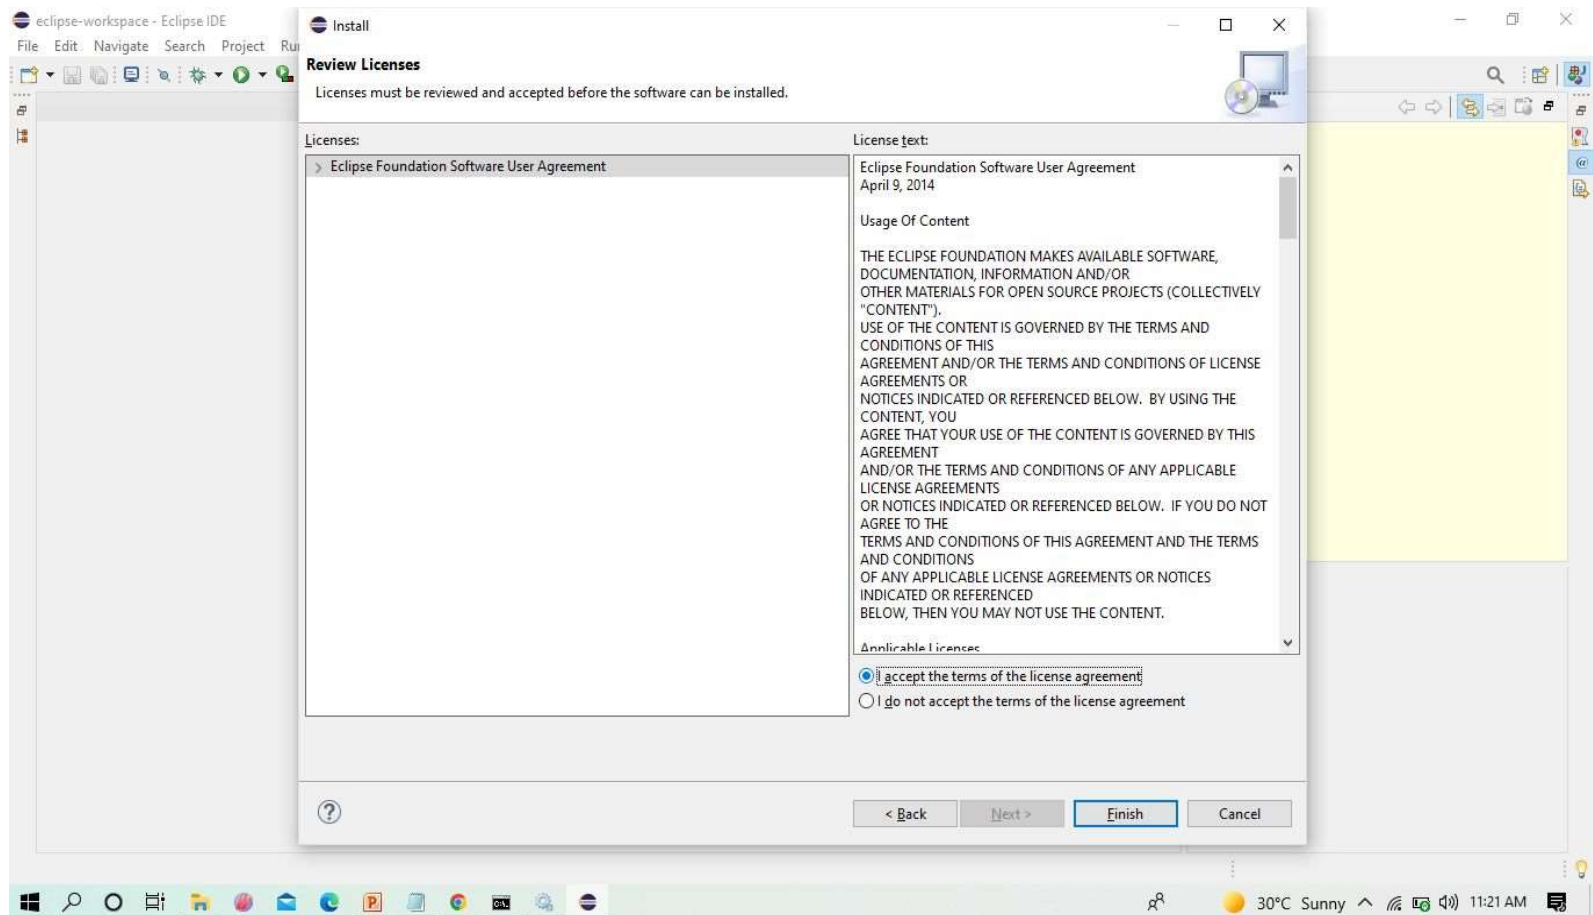 eclipse-workspace - Eclipse IDE
File Edit Navigate Search Project Ru
Install
Review Licenses
Licenses must be reviewed and accepted before the software can be installed.
Licenses:
Eclipse Foundation Software User Agreement
License text:
Eclipse Foundation Software User Agreement
April 9, 2014
Usage Of Content
THE ECLIPSE FOUNDATION MAKES AVAILABLE SOFTWARE,
DOCUMENTATION, INFORMATION AND/OR
OTHER MATERIALS FOR OPEN SOURCE PROJECTS (COLLECTIVELY
"CONTENT").
USE OF THE CONTENT IS GOVERNED BY THE TERMS AND
CONDITIONS OF THIS
AGREEMENT AND/OR THE TERMS AND CONDITIONS OF LICENSE
AGREEMENTS OR
NOTICES INDICATED OR REFERENCED BELOW.  BY USING THE
CONTENT, YOU
AGREE THAT YOUR USE OF THE CONTENT IS GOVERNED BY THIS
AGREEMENT
AND/OR THE TERMS AND CONDITIONS OF ANY APPLICABLE
LICENSE AGREEMENTS
OR NOTICES INDICATED OR REFERENCED BELOW.  IF YOU DO NOT
AGREE TO THE
TERMS AND CONDITIONS OF THIS AGREEMENT AND THE TERMS
AND CONDITIONS
OF ANY APPLICABLE LICENSE AGREEMENTS OR NOTICES
INDICATED OR REFERENCED
BELOW, THEN YOU MAY NOT USE THE CONTENT.
Applicable Licenses
I accept the terms of the license agreement
I do not accept the terms of the license agreement
< Back
Next >
Finish
Cancel
30°C Sunny
11:21 AM